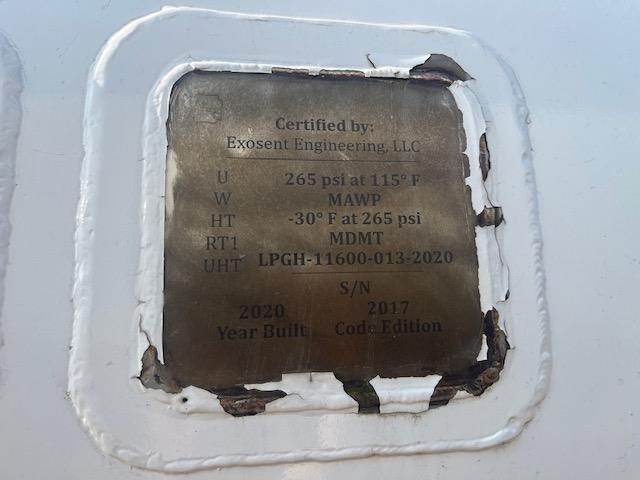 Certified by:
Exosent Engineering, LLC
U 265 psi at 115° F
W MAWP
HT -30° F at 265 psi
RT1 MDMT
UHT LPGH-11600-013-2020
S/N
2020 2017
Year Built Code Edition